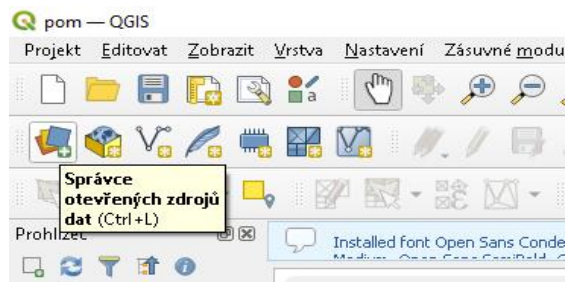 pom — QGIS
Projekt Editovat Zobrazit Vrstva Nastavení Zásuvné modu
a
Správce
otevřených zdrojů
dat (Ctrl+L)
Installed font Open Sans Conde